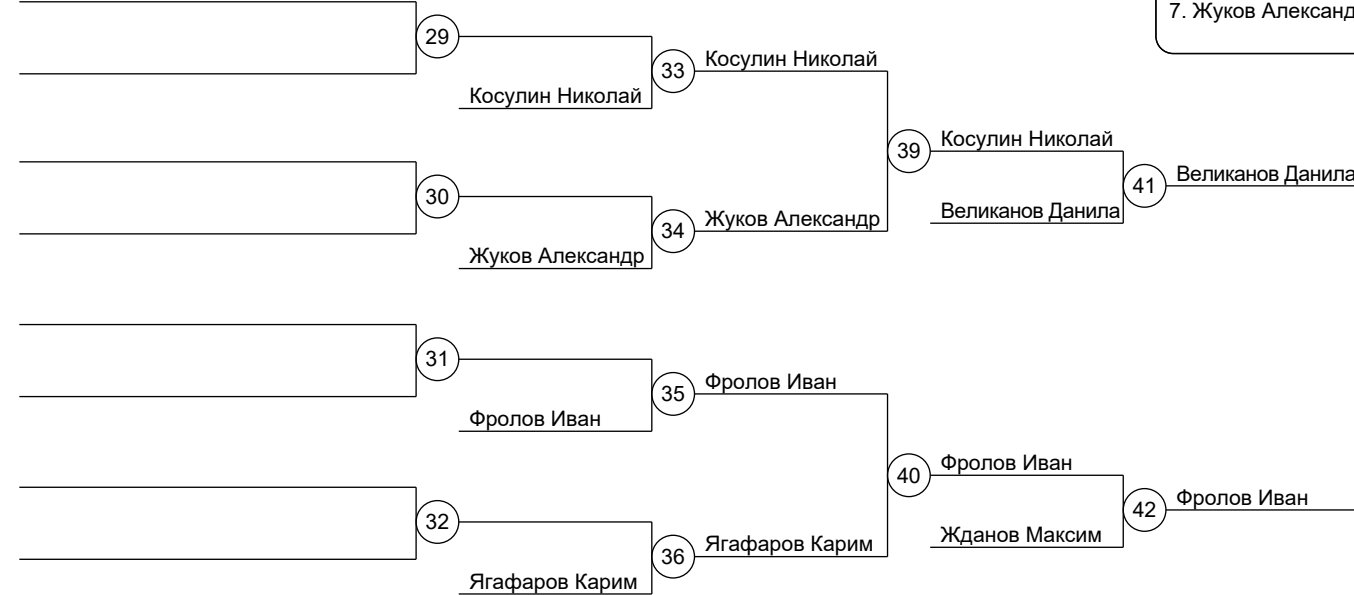 7. Жуков Александ
29
33
Косулин Николай
Косулин Николай
39
Косулин Николай
41
Великанов Данила
Великанов Данила
30
34
Жуков Александр
Жуков Александр
31
35
Фролов Иван
Фролов Иван
40
Фролов Иван
42
Фролов Иван
Жданов Максим
32
36
Ягафаров Карим
Ягафаров Карим